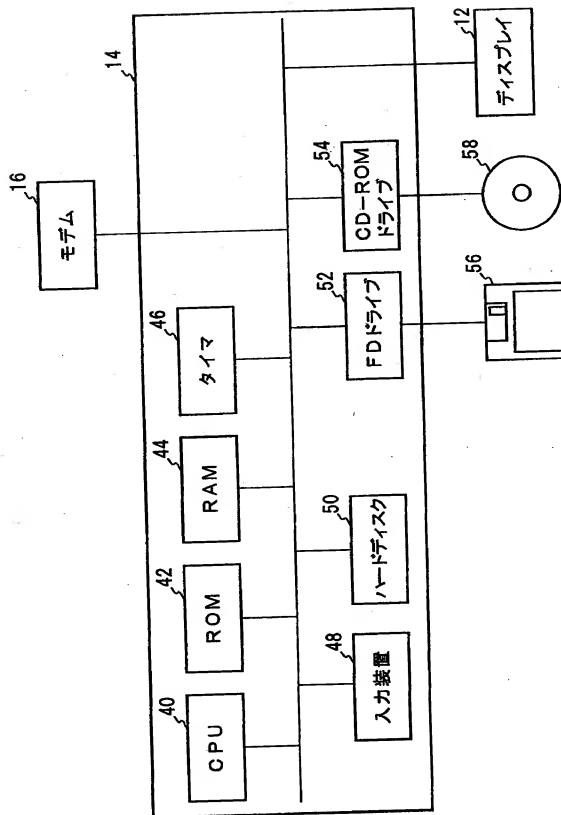 16
モデム
14
40
CPU
42
ROM
44
RAM
46
タイマ
48
入力装置
50
ハードディスク
52
FDドライブ
54
CD−ROM
ドライブ
56
58
12
ディスプレイ